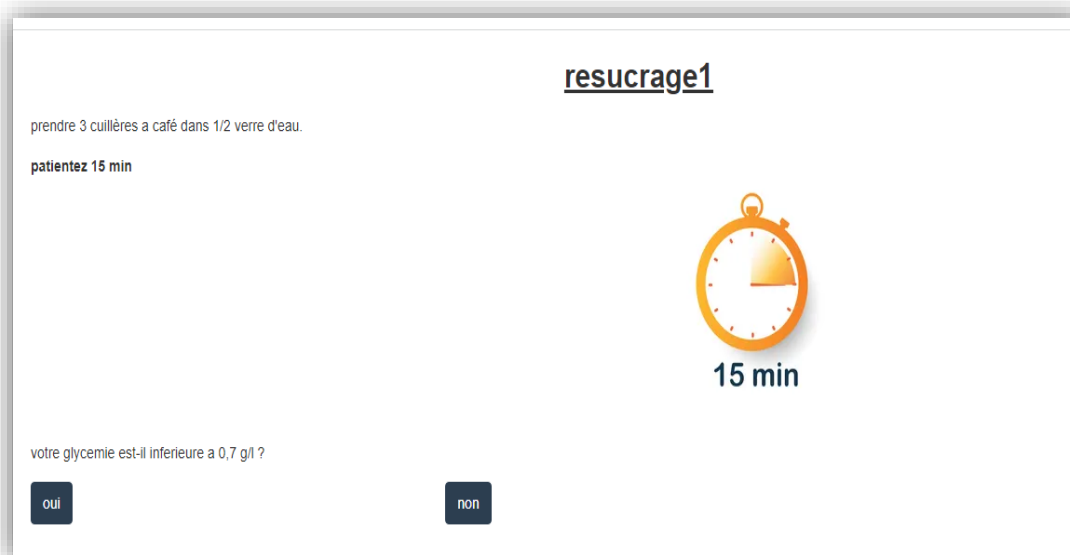 resucrage1
prendre 3 cuillères a café dans 1/2 verre d'eau.
patientez 15 min
15 min
votre glycemie est-il inferieure a 0,7 g/l ?
oui
non